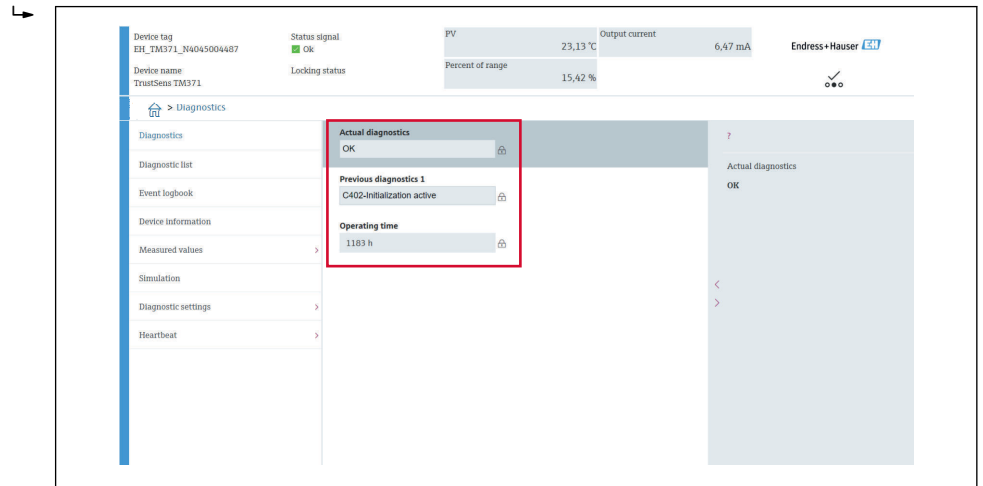 Device tag
EH_TM371_N4045004487
Status signal
Ok
PV
23,13 °C
Output current
6,47 mA
Endress+Hauser
Device name
TrustSens TM371
Locking status
Percent of range
15,42 %
> Diagnostics
Diagnostics
Diagnostic list
Event logbook
Device information
Measured values
Simulation
Diagnostic settings
Heartbeat
Actual diagnostics
OK
Previous diagnostics 1
C402-Initialization active
Operating time
1183 h
?
Actual diagnostics
OK